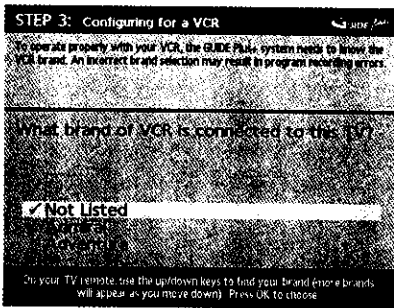 STEP 3: Configuring for a VCR
GUIDE Plus+
To operate properly with your VCR, the GUIDE Plus+ system needs to know the
VCR brand. An incorrect brand selection may result in program recording errors.
What brand of VCR is connected to this TV?
✓ Not Listed
On your TV remote, use the up/down keys to find your brand (more brands
will appear as you move down). Press OK to choose